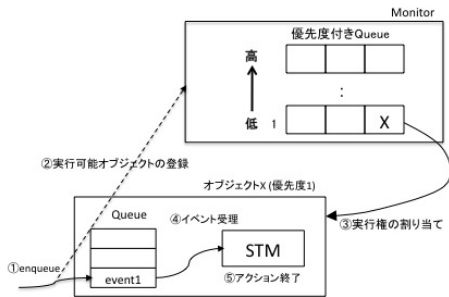 Monitor
優先度付きQueue
高
:
低 1
X
②実行可能オブジェクトの登録
オブジェクトX (優先度1)
③実行権の割り当て
Queue
④イベント受理
STM
①enqueue
event1
⑤アクション終了